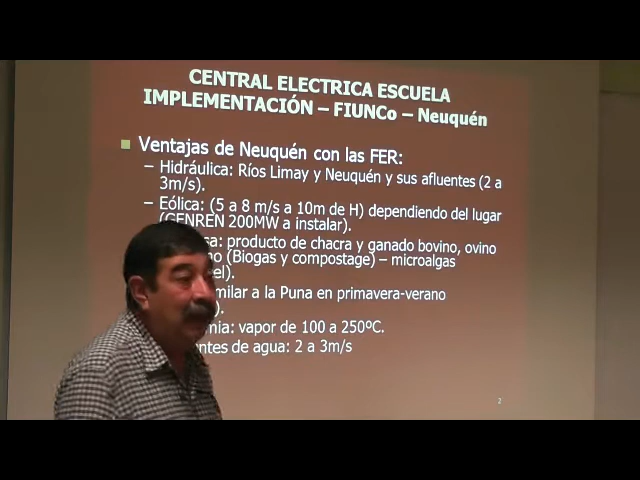 CENTRAL ELECTRICA ESCUELA
IMPLEMENTACIÓN – FIUNCo – Neuquén
Ventajas de Neuquén con las FER:
– Hidráulica: Ríos Limay y Neuquén y sus afluentes (2 a
3m/s).
– Eólica: (5 a 8 m/s a 10m de H) dependiendo del lugar
(GENREN 200MW a instalar).
producto de chacra y ganado bovino, ovino
(Biogas y compostage) – microalgas
a la Puna en primavera-verano
vapor de 100 a 250ºC.
de agua: 2 a 3m/s
2